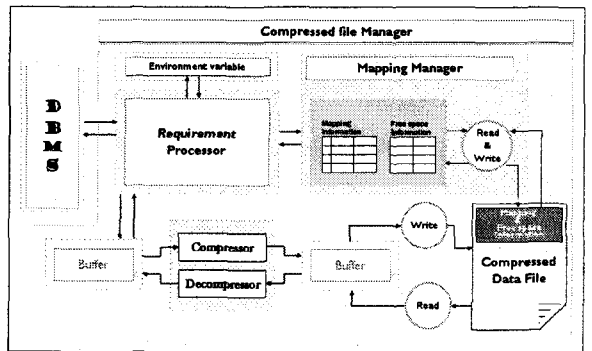 Compressed file Manager
Environment variable
Mapping Manager
D
B
M
S
Requirement
Processor
Mapping
Information
Free space
Information
Read
&
Write
Buffer
Compressor
Decompressor
Buffer
Write
Read
Compressed
Data File